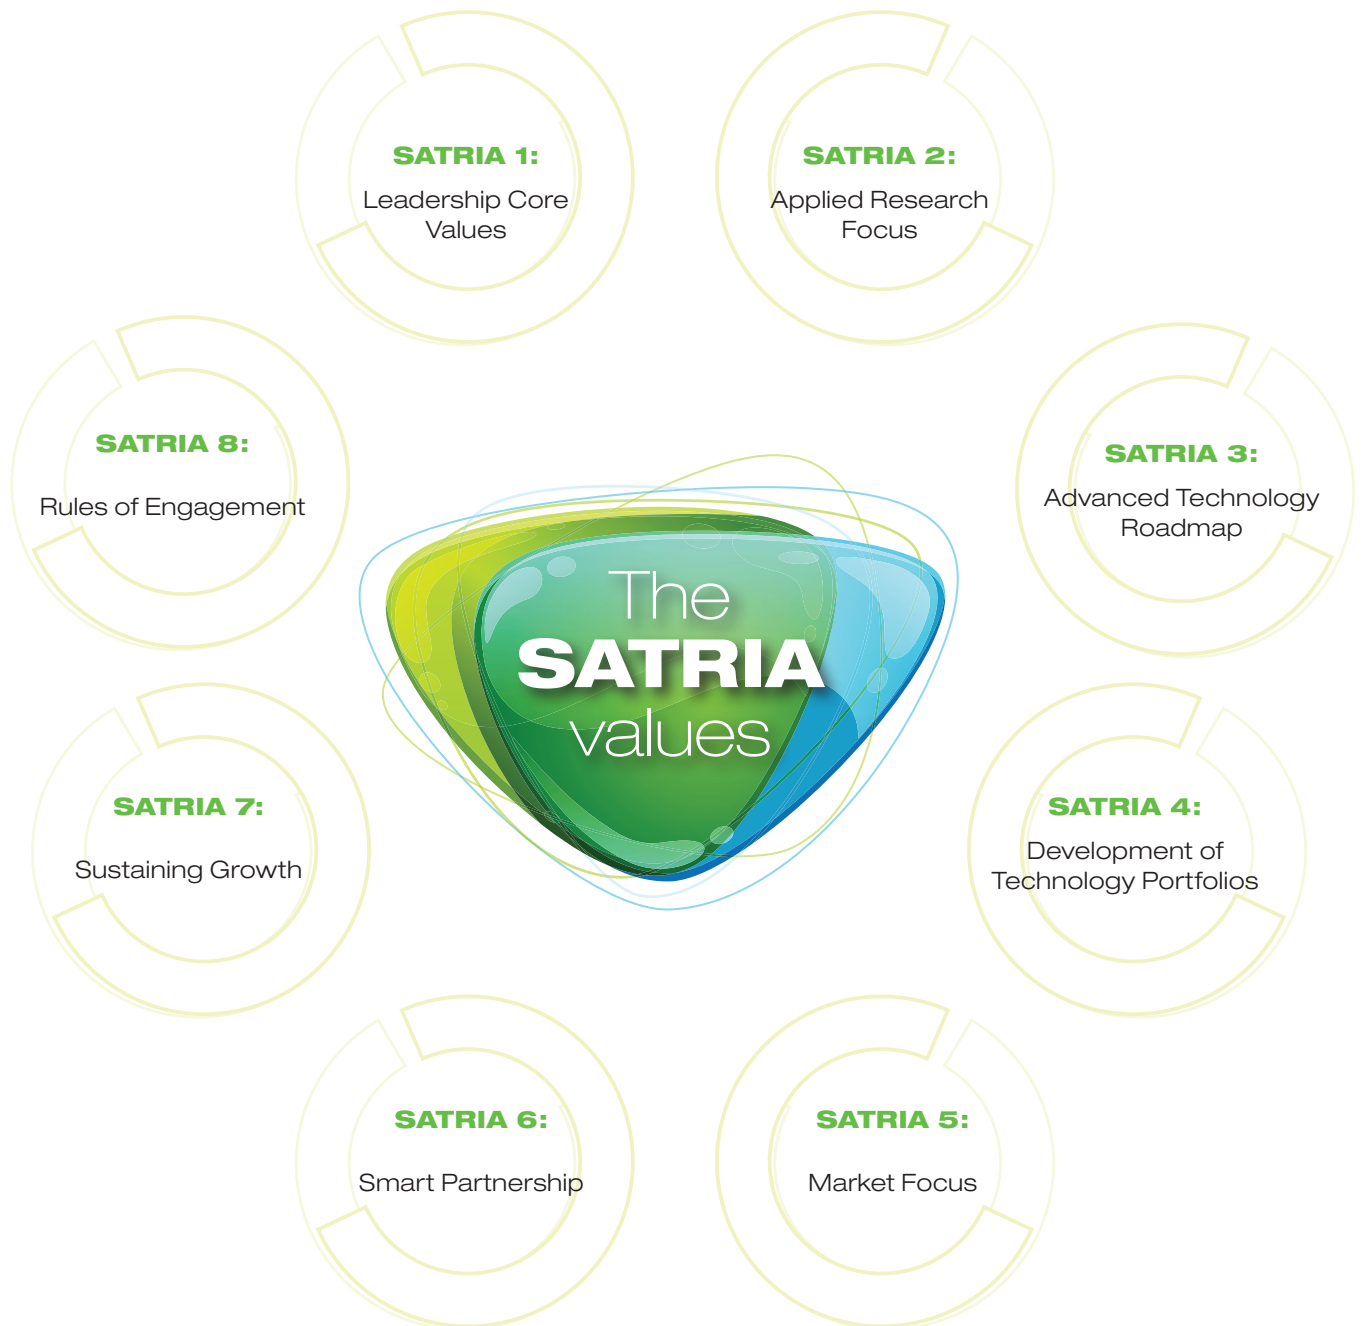 SATRIA 1:
Leadership Core
Values
SATRIA 2:
Applied Research
Focus
SATRIA 3:
Advanced Technology
Roadmap
SATRIA 4:
Development of
Technology Portfolios
SATRIA 5:
Market Focus
SATRIA 6:
Smart Partnership
SATRIA 7:
Sustaining Growth
SATRIA 8:
Rules of Engagement
The
SATRIA
values